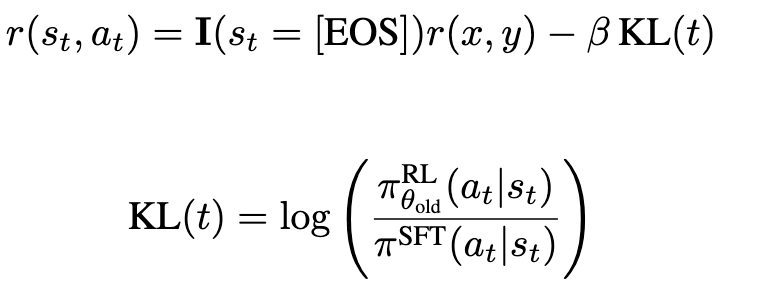 r(s_t, a_t) = I(s_t = [EOS])r(x, y) − β KL(t)
KL(t) = log ( π^RL_θ_old (a_t|s_t) / π^SFT (a_t|s_t) )